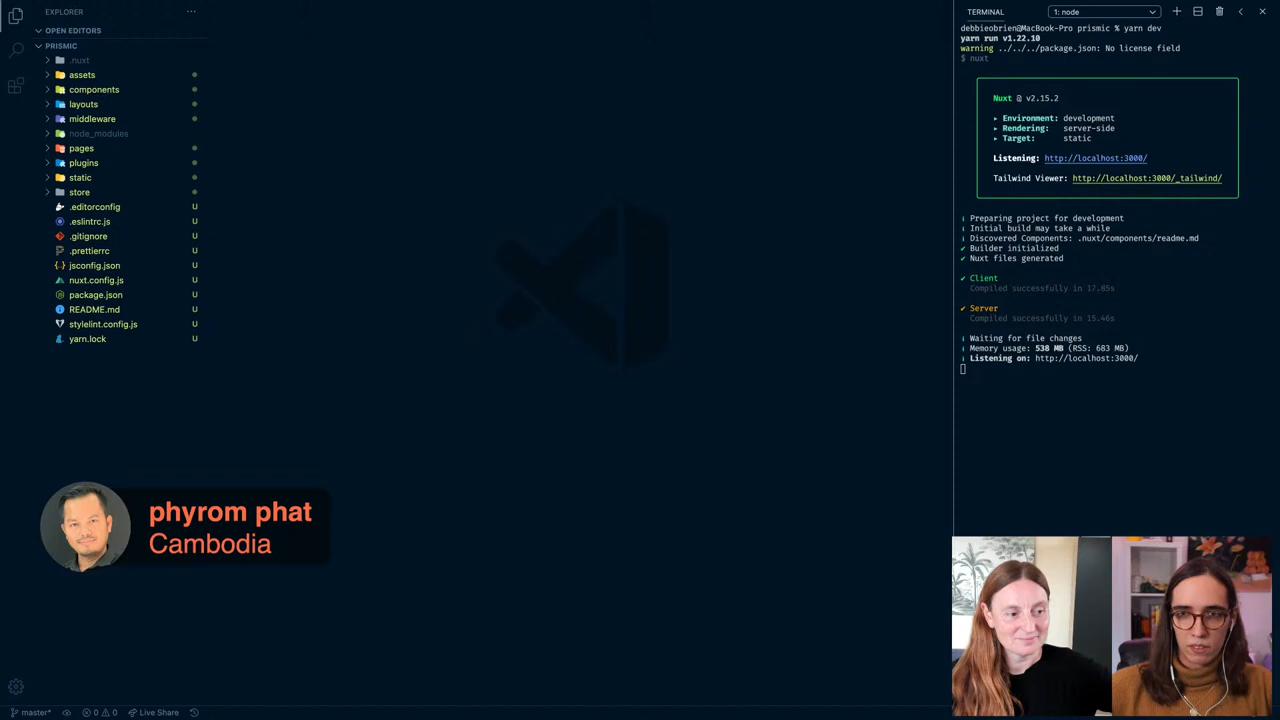 EXPLORER
OPEN EDITORS
PRISMIC
.nuxt
assets
components
layouts
middleware
node_modules
pages
plugins
static
store
.editorconfig U
.eslintrc.js U
.gitignore U
.prettierrc U
jsconfig.json U
nuxt.config.js U
package.json U
README.md U
stylelint.config.js U
yarn.lock U
phyrom phat
Cambodia
master* 0 0 Live Share
TERMINAL 1: node
debbieobrien@MacBook-Pro prismic % yarn dev
yarn run v1.22.10
warning ../../../package.json: No license field
$ nuxt
Nuxt @ v2.15.2
▸ Environment: development
▸ Rendering: server-side
▸ Target: static
Listening: http://localhost:3000/
Tailwind Viewer: http://localhost:3000/_tailwind/
ℹ Preparing project for development
ℹ Initial build may take a while
ℹ Discovered Components: .nuxt/components/readme.md
✔ Builder initialized
✔ Nuxt files generated
✔ Client
Compiled successfully in 17.85s
✔ Server
Compiled successfully in 15.46s
ℹ Waiting for file changes
ℹ Memory usage: 538 MB (RSS: 683 MB)
ℹ Listening on: http://localhost:3000/